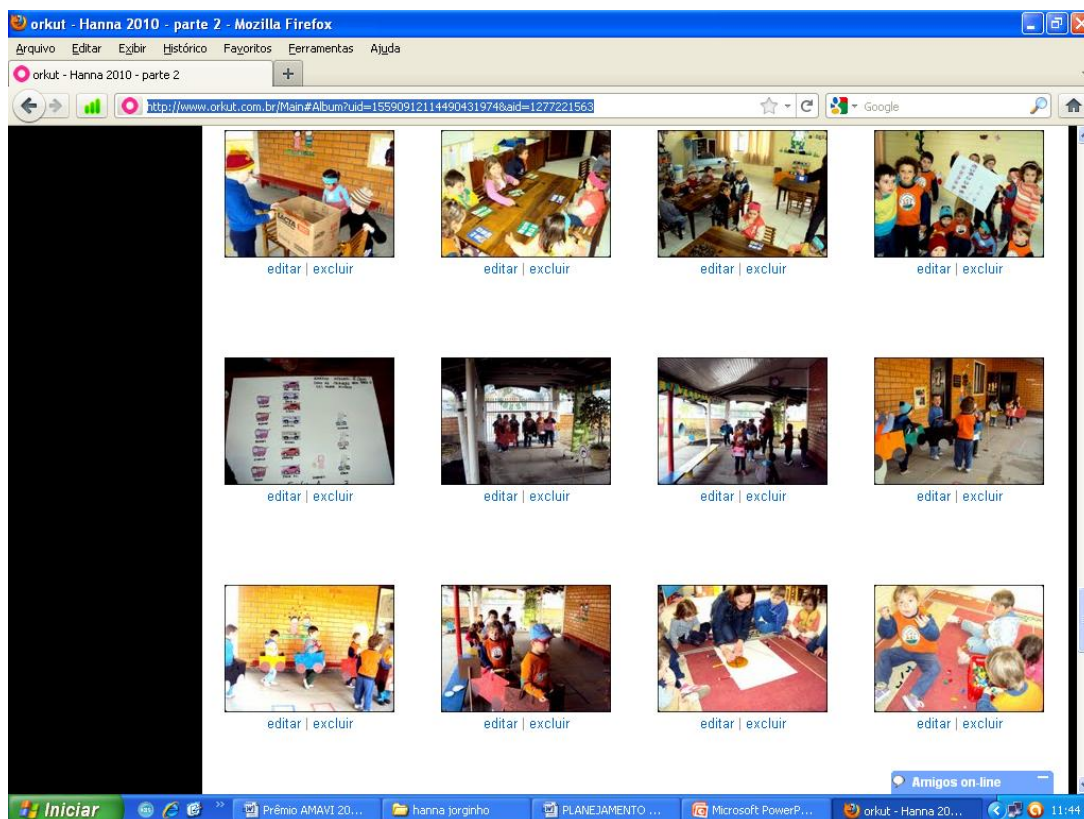 orkut - Hanna 2010 - parte 2 - Mozilla Firefox
Arquivo Editar Exibir Histórico Favoritos Ferramentas Ajuda
orkut - Hanna 2010 - parte 2
http://www.orkut.com.br/Main#Album?uid=15590912114490431974&aid=1277221563
Google
LACTA
editar | excluir editar | excluir editar | excluir editar | excluir
editar | excluir editar | excluir editar | excluir editar | excluir
editar | excluir editar | excluir editar | excluir editar | excluir
Amigos on-line
Iniciar Prêmio AMAVI 20... hanna jorginho PLANEJAMENTO ... Microsoft PowerP... orkut - Hanna 20... 11:44